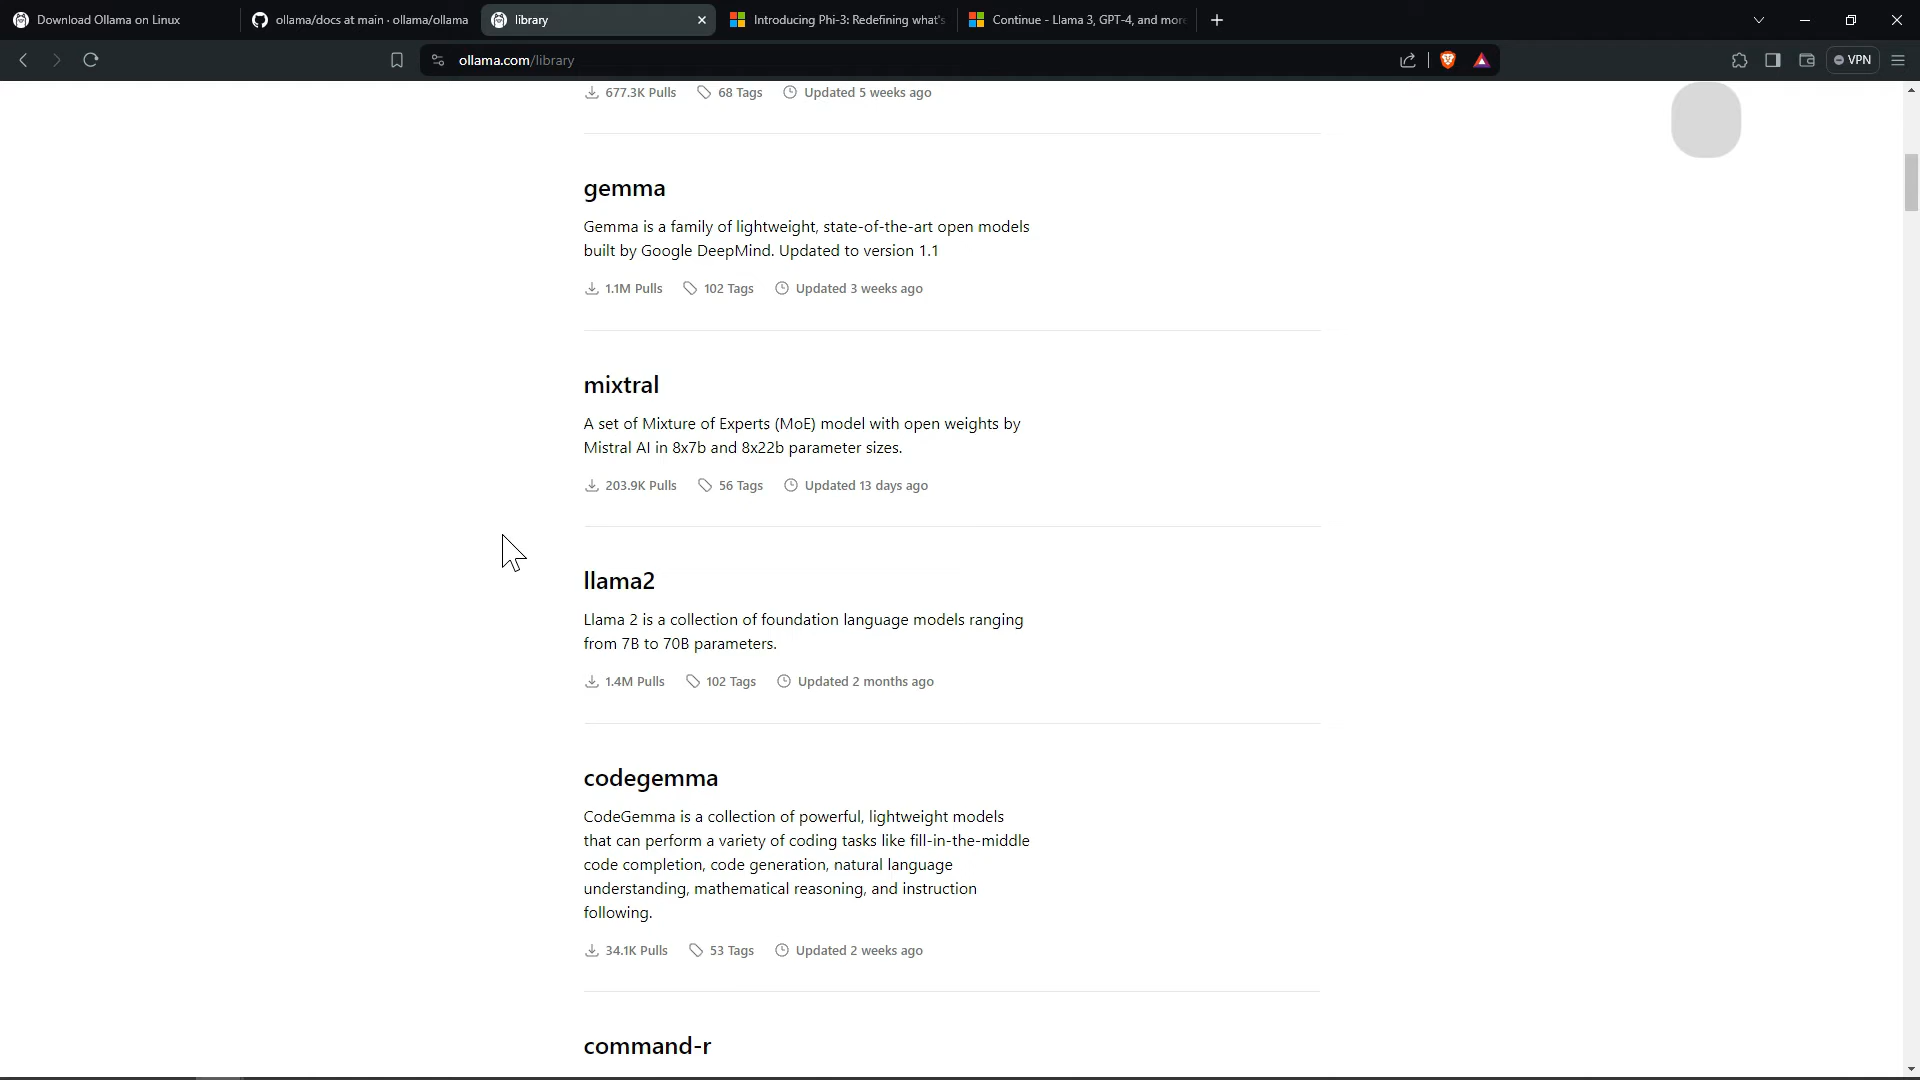 Download Ollama on Linux
ollama/docs at main · ollama/ollama
library
Introducing Phi-3: Redefining what's
Continue - Llama 3, GPT-4, and more
ollama.com/library
VPN
677.3K Pulls 68 Tags Updated 5 weeks ago
gemma
Gemma is a family of lightweight, state-of-the-art open models
built by Google DeepMind. Updated to version 1.1
1.1M Pulls 102 Tags Updated 3 weeks ago
mixtral
A set of Mixture of Experts (MoE) model with open weights by
Mistral AI in 8x7b and 8x22b parameter sizes.
203.9K Pulls 56 Tags Updated 13 days ago
llama2
Llama 2 is a collection of foundation language models ranging
from 7B to 70B parameters.
1.4M Pulls 102 Tags Updated 2 months ago
codegemma
CodeGemma is a collection of powerful, lightweight models
that can perform a variety of coding tasks like fill-in-the-middle
code completion, code generation, natural language
understanding, mathematical reasoning, and instruction
following.
34.1K Pulls 53 Tags Updated 2 weeks ago
command-r